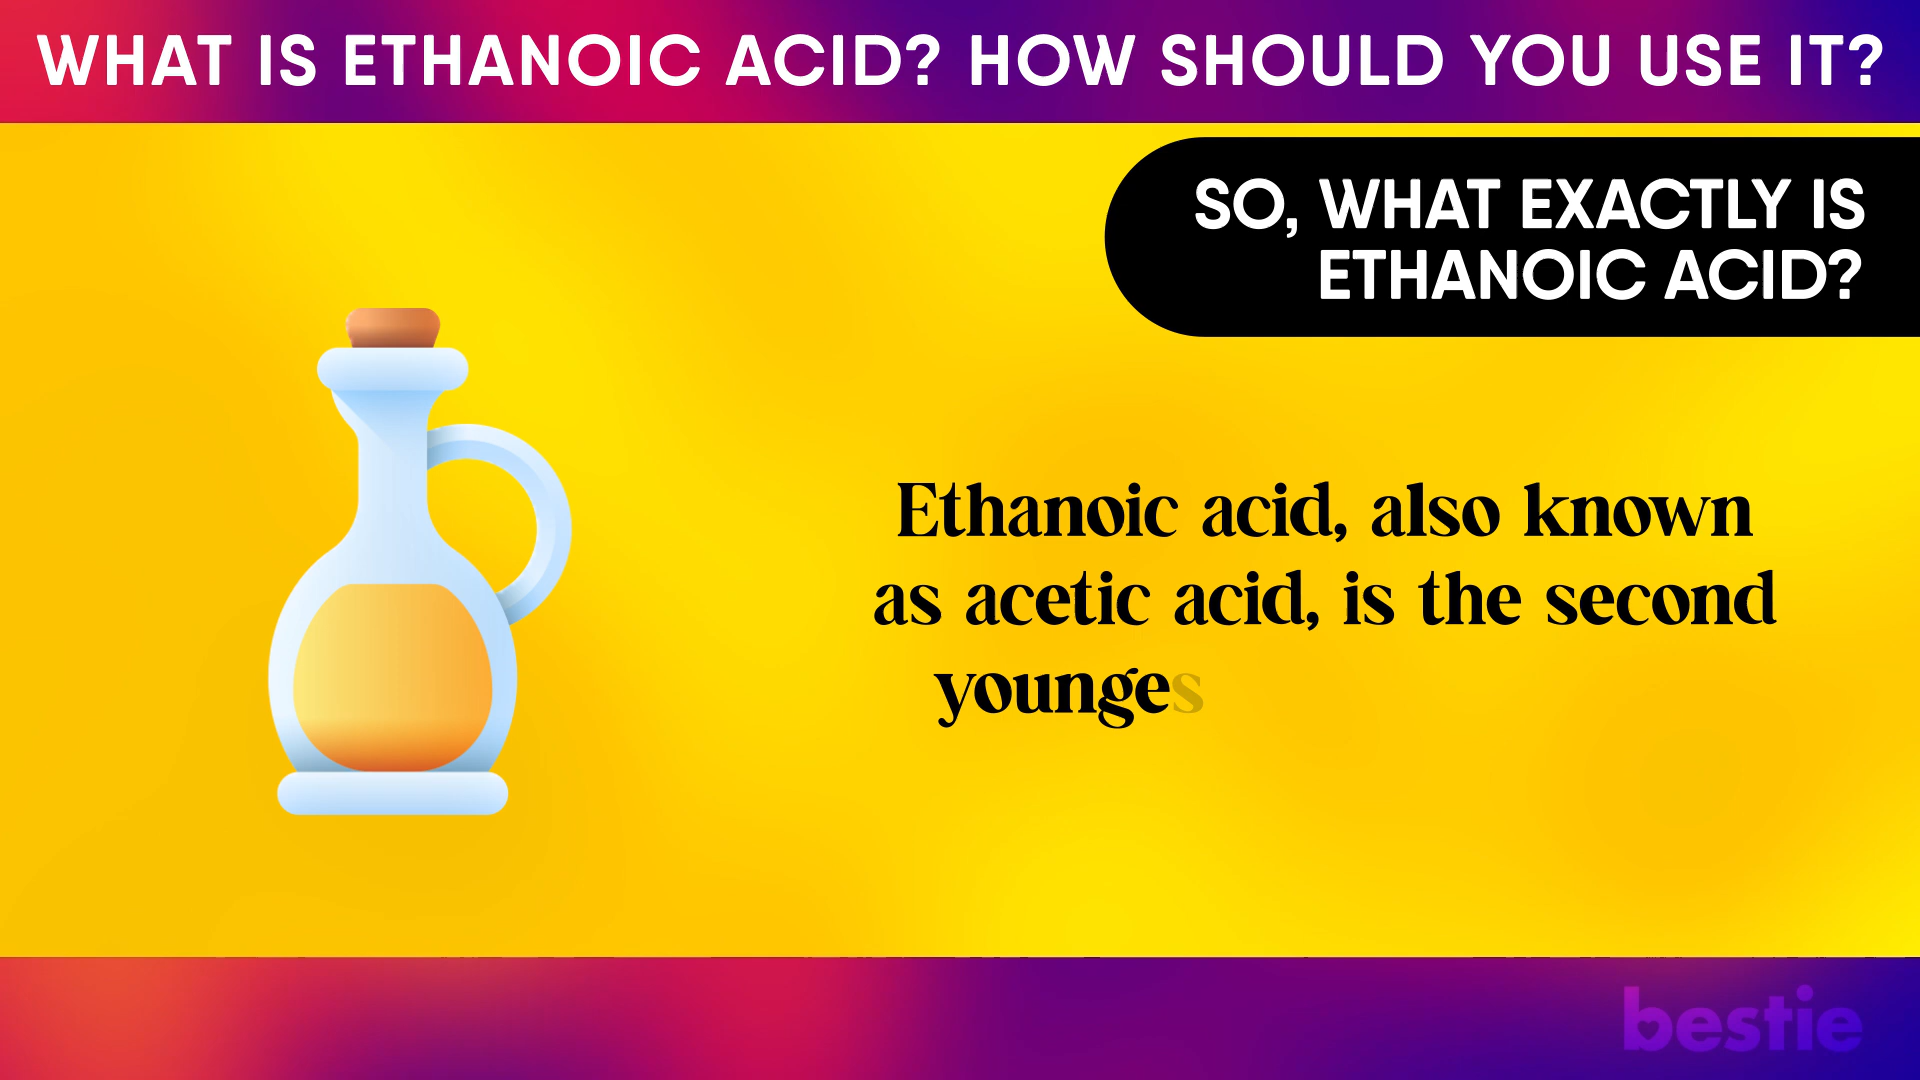 WHAT IS ETHANOIC ACID? HOW SHOULD YOU USE IT?
SO, WHAT EXACTLY IS
ETHANOIC ACID?
Ethanoic acid, also known
as acetic acid, is the second
younges
bestie